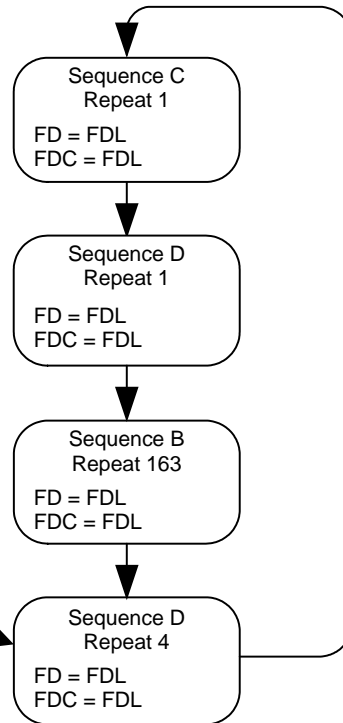 Sequence C
Repeat 1
FD = FDL
FDC = FDL
Sequence D
Repeat 1
FD = FDL
FDC = FDL
Sequence B
Repeat 163
FD = FDL
FDC = FDL
Sequence D
Repeat 4
FD = FDL
FDC = FDL